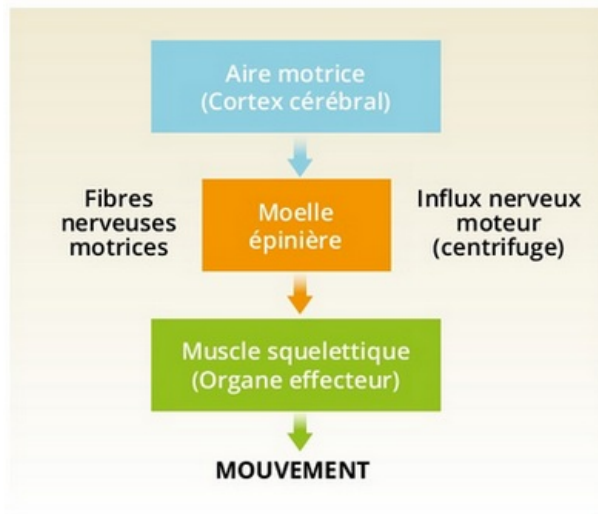 Aire motrice
(Cortex cérébral)
Fibres
nerveuses
motrices
Moelle
épinière
Influx nerveux
moteur
(centrifuge)
Muscle squelettique
(Organe effecteur)
MOUVEMENT